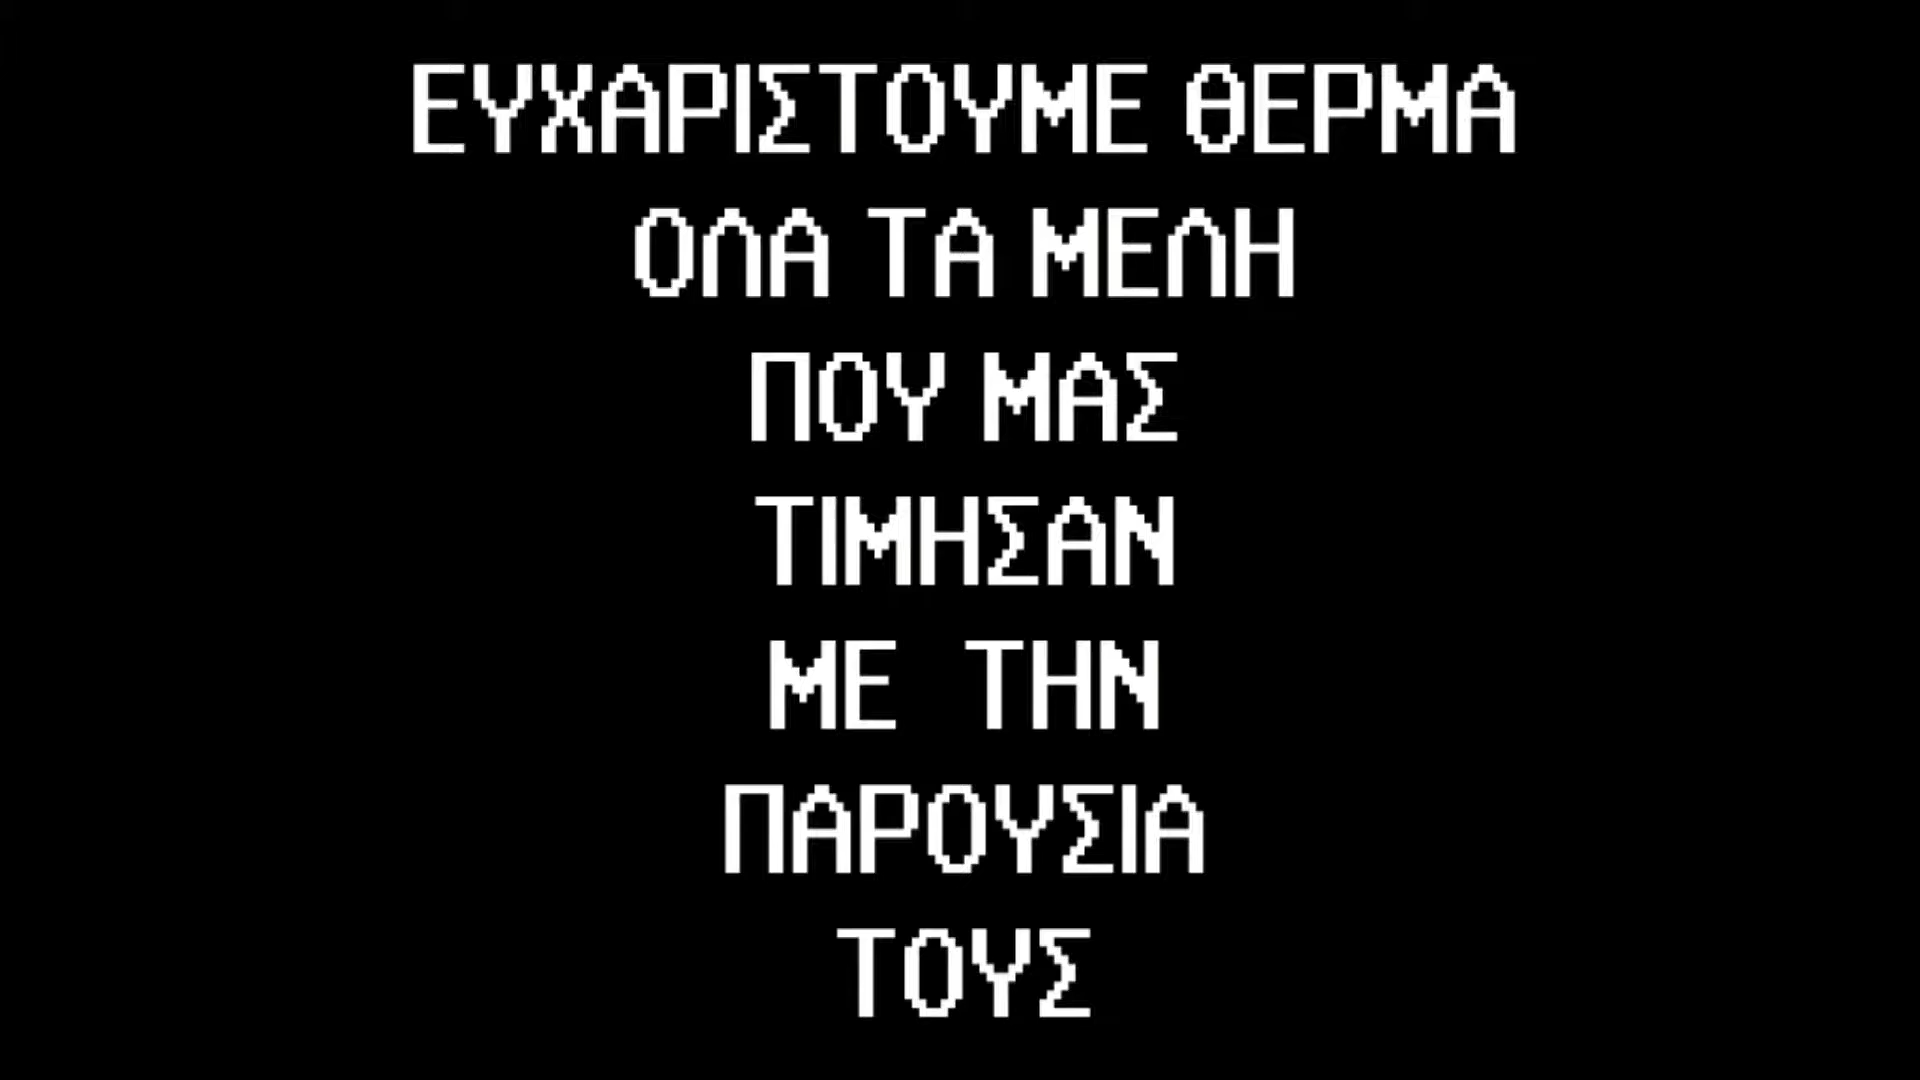 ΕΥΧΑΡΙΣΤΟΥΜΕ ΘΕΡΜΑ
ΟΛΑ ΤΑ ΜΕΛΗ
ΠΟΥ ΜΑΣ
ΤΙΜΗΣΑΝ
ΜΕ ΤΗΝ
ΠΑΡΟΥΣΙΑ
ΤΟΥΣ